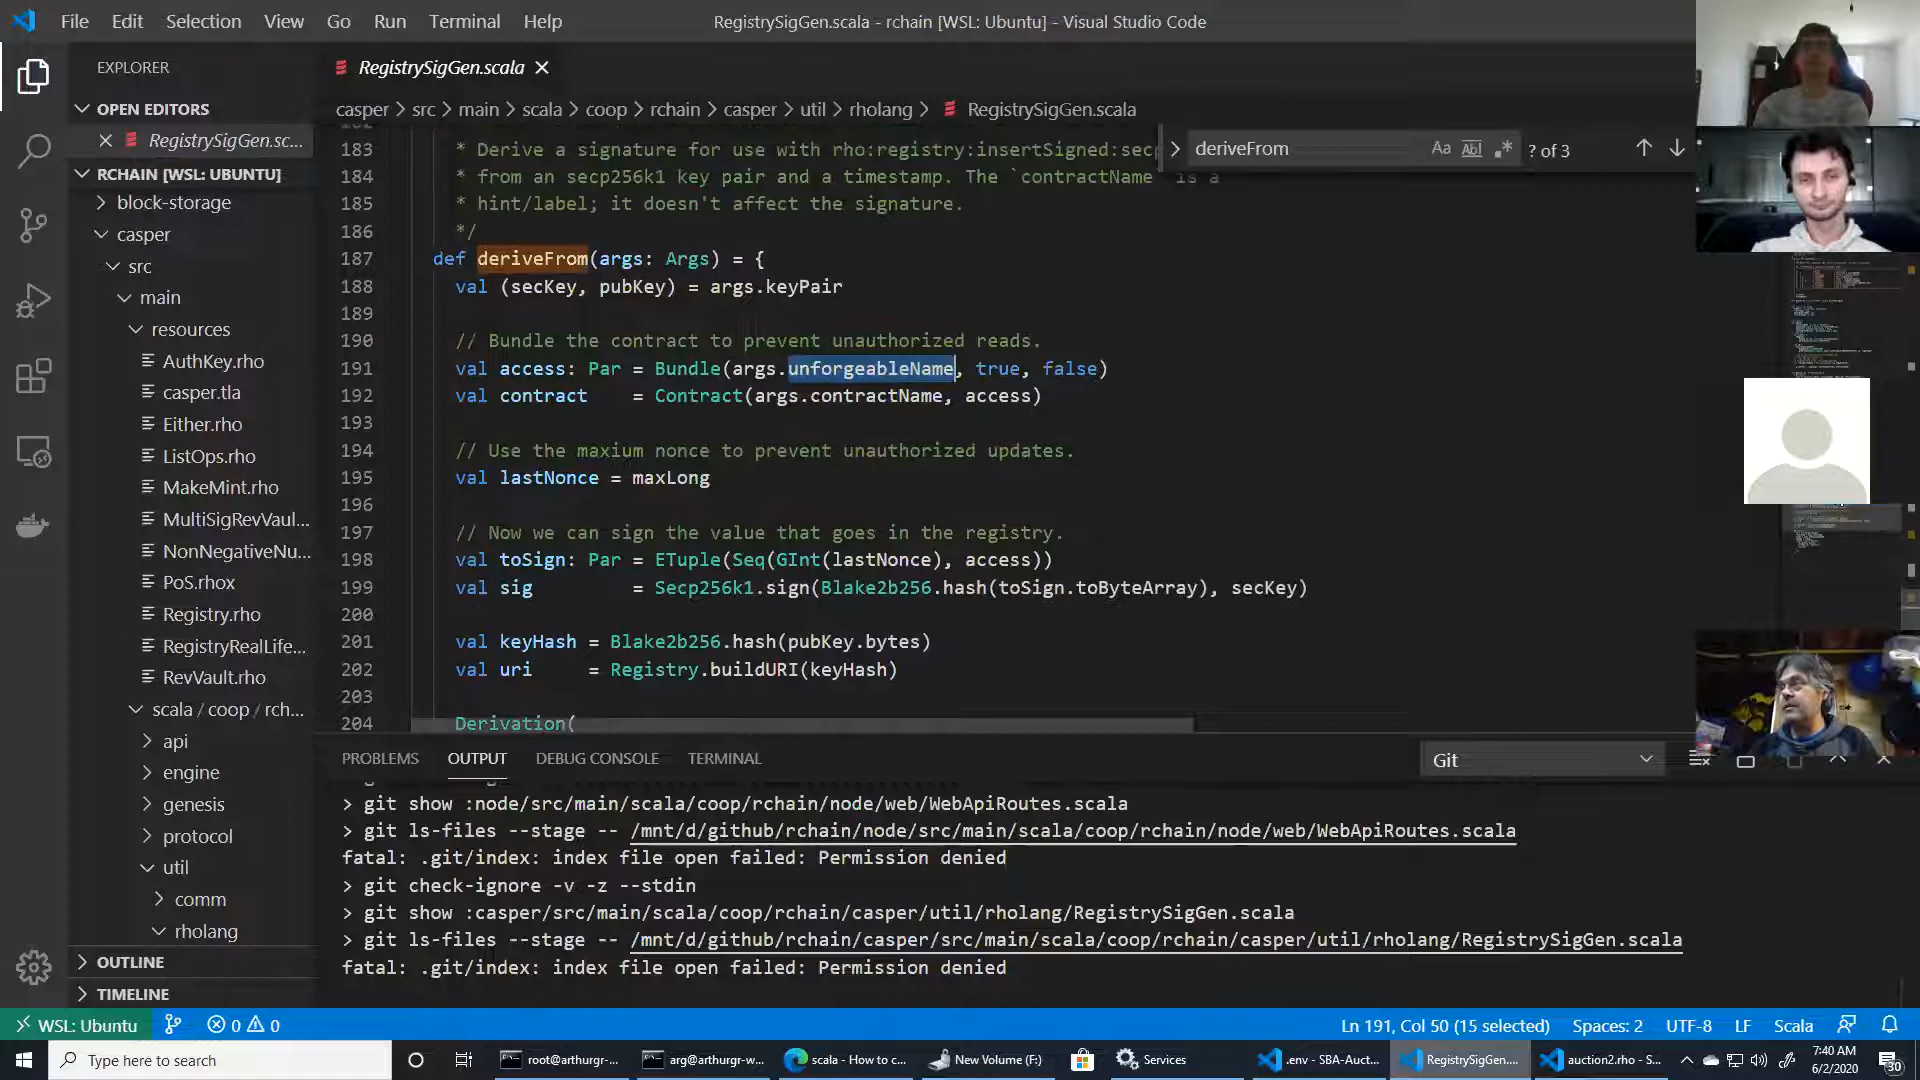 File Edit Selection View Go Run Terminal Help
RegistrySigGen.scala - rchain [WSL: Ubuntu] - Visual Studio Code
EXPLORER
RegistrySigGen.scala
OPEN EDITORS
RegistrySigGen.sc...
RCHAIN [WSL: UBUNTU]
block-storage
casper
src
main
resources
AuthKey.rho
casper.tla
Either.rho
ListOps.rho
MakeMint.rho
MultiSigRevVaul...
NonNegativeNu...
PoS.rhox
Registry.rho
RegistryRealLife...
RevVault.rho
scala / coop / rch...
api
engine
genesis
protocol
util
comm
rholang
OUTLINE
TIMELINE
casper > src > main > scala > coop > rchain > casper > util > rholang > RegistrySigGen.scala
deriveFrom
Aa Abl .*
? of 3
183 * Derive a signature for use with rho:registry:insertSigned:sec
184 * from an secp256k1 key pair and a timestamp. The `contractName` is a
185 * hint/label; it doesn't affect the signature.
186 */
187 def deriveFrom(args: Args) = {
188 val (secKey, pubKey) = args.keyPair
189
190 // Bundle the contract to prevent unauthorized reads.
191 val access: Par = Bundle(args.unforgeableName, true, false)
192 val contract = Contract(args.contractName, access)
193
194 // Use the maxium nonce to prevent unauthorized updates.
195 val lastNonce = maxLong
196
197 // Now we can sign the value that goes in the registry.
198 val toSign: Par = ETuple(Seq(GInt(lastNonce), access))
199 val sig = Secp256k1.sign(Blake2b256.hash(toSign.toByteArray), secKey)
200
201 val keyHash = Blake2b256.hash(pubKey.bytes)
202 val uri = Registry.buildURI(keyHash)
203
204 Derivation(
PROBLEMS OUTPUT DEBUG CONSOLE TERMINAL
Git
> git show :node/src/main/scala/coop/rchain/node/web/WebApiRoutes.scala
> git ls-files --stage -- /mnt/d/github/rchain/node/src/main/scala/coop/rchain/node/web/WebApiRoutes.scala
fatal: .git/index: index file open failed: Permission denied
> git check-ignore -v -z --stdin
> git show :casper/src/main/scala/coop/rchain/casper/util/rholang/RegistrySigGen.scala
> git ls-files --stage -- /mnt/d/github/rchain/casper/src/main/scala/coop/rchain/casper/util/rholang/RegistrySigGen.scala
fatal: .git/index: index file open failed: Permission denied
WSL: Ubuntu 0 0
Ln 191, Col 50 (15 selected) Spaces: 2 UTF-8 LF Scala
Type here to search
root@arthurgr-...
arg@arthurgr-w...
scala - How to c...
New Volume (F:)
Services
.env - SBA-Auct...
RegistrySigGen....
auction2.rho - S...
7:40 AM
6/2/2020
30